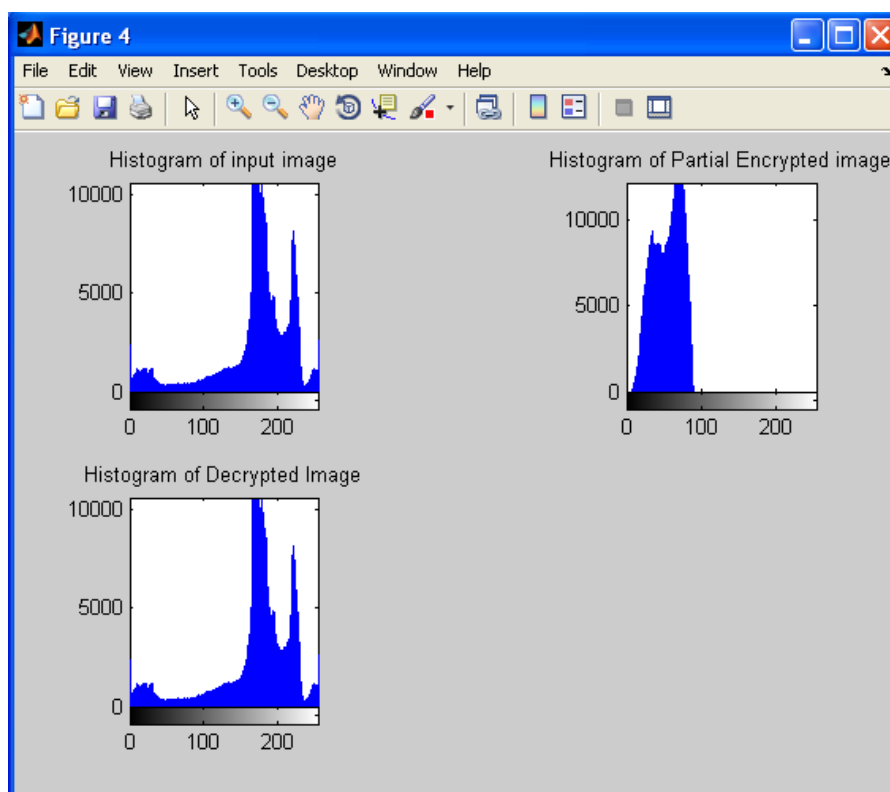 Figure 4
File Edit View Insert Tools Desktop Window Help
Histogram of input image
10000
5000
0
0 100 200
Histogram of Partial Encrypted image
10000
5000
0
0 100 200
Histogram of Decrypted Image
10000
5000
0
0 100 200